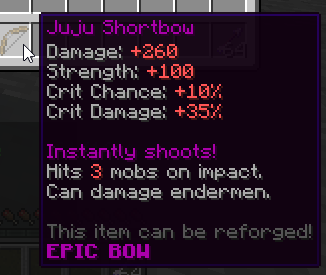 Juju Shortbow
Damage: +260
Strength: +100
Crit Chance: +10%
Crit Damage: +35%
Instantly shoots!
Hits 3 mobs on impact.
Can damage endermen.
This item can be reforged!
EPIC BOW